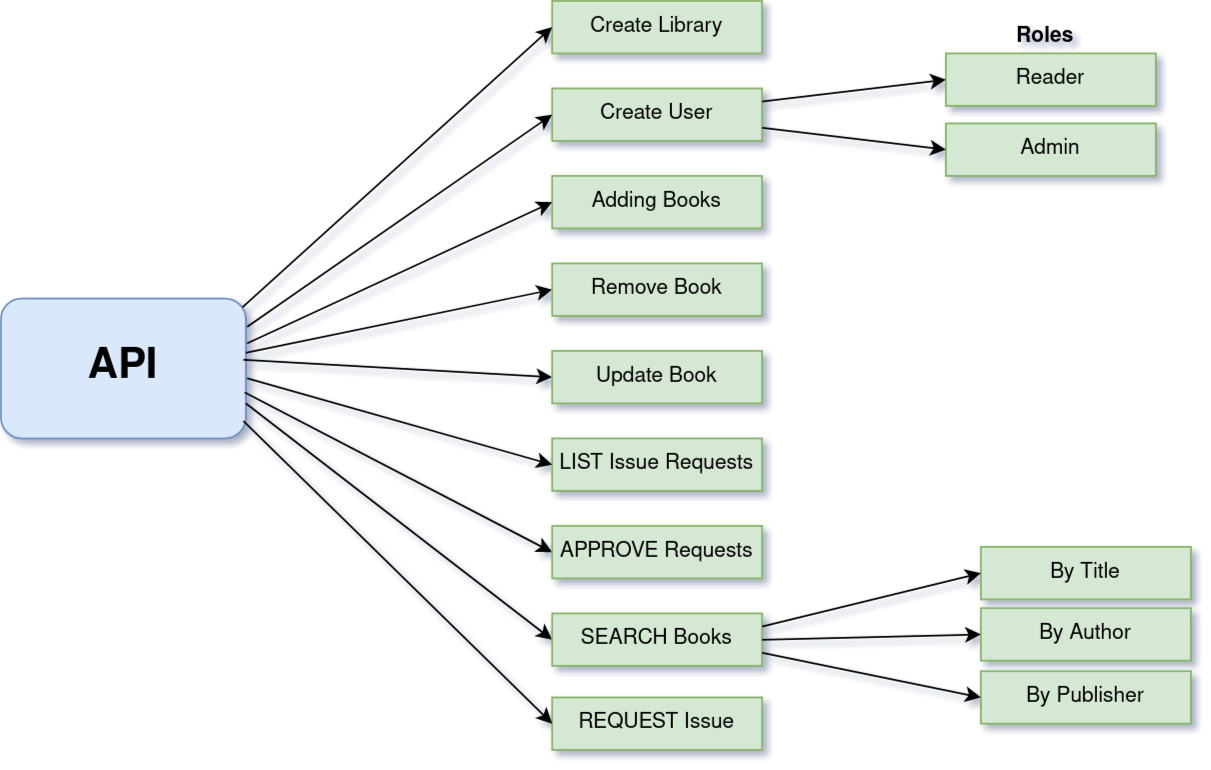 API
Create Library
Create User
Roles
Reader
Admin
Adding Books
Remove Book
Update Book
LIST Issue Requests
APPROVE Requests
SEARCH Books
By Title
By Author
By Publisher
REQUEST Issue